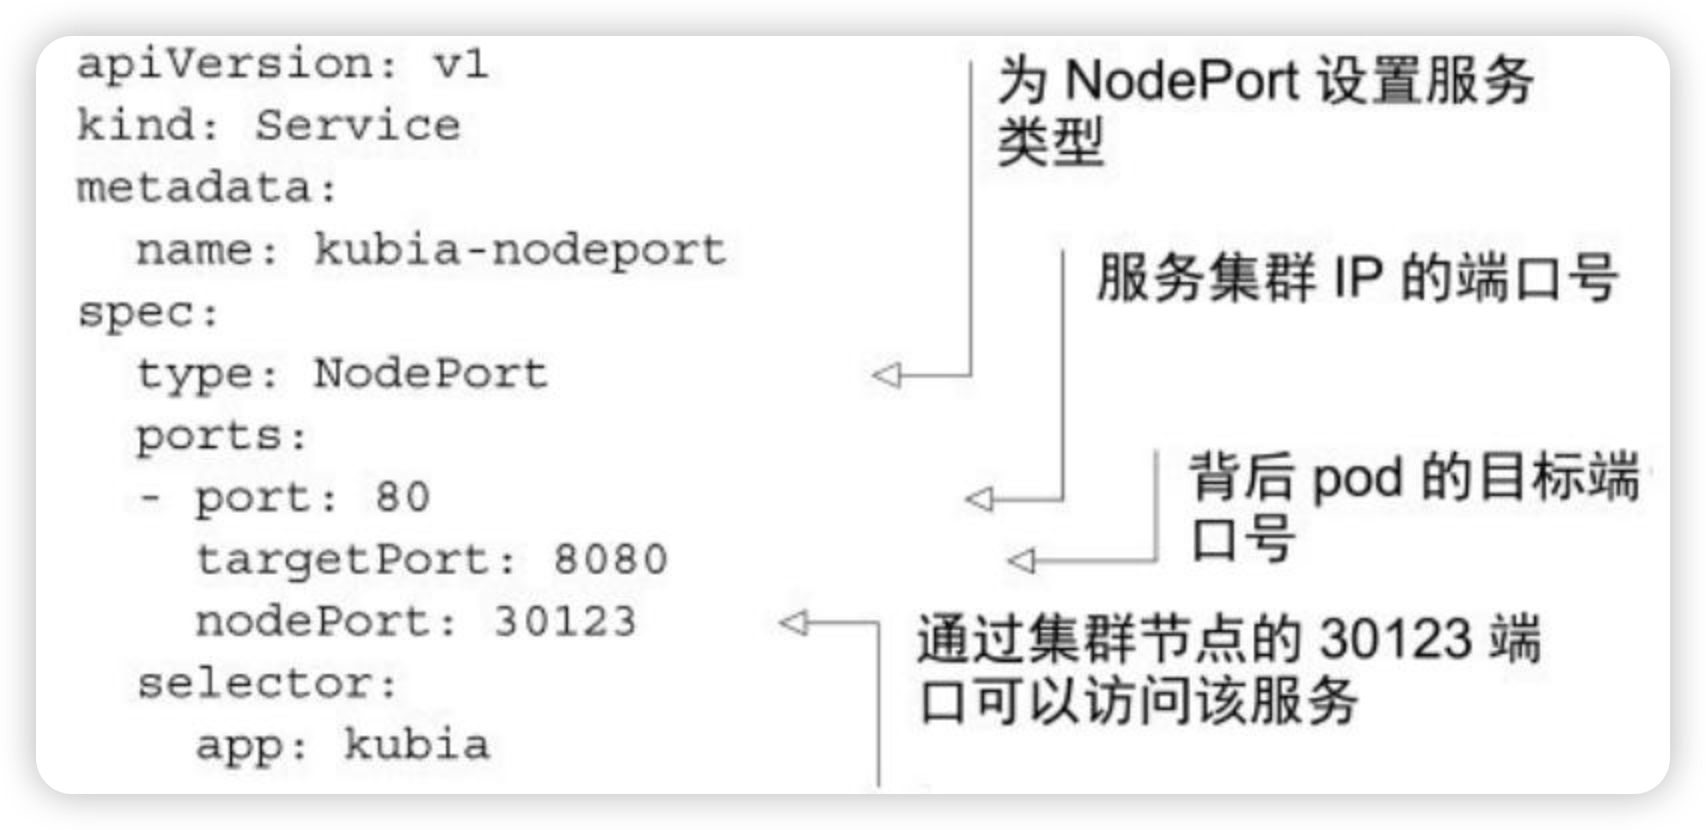 apiVersion: v1
kind: Service
metadata:
  name: kubia-nodeport
spec:
  type: NodePort
  ports:
  - port: 80
    targetPort: 8080
    nodePort: 30123
  selector:
    app: kubia
为 NodePort 设置服务
类型
服务集群 IP 的端口号
背后 pod 的目标端
口号
通过集群节点的 30123 端
口可以访问该服务